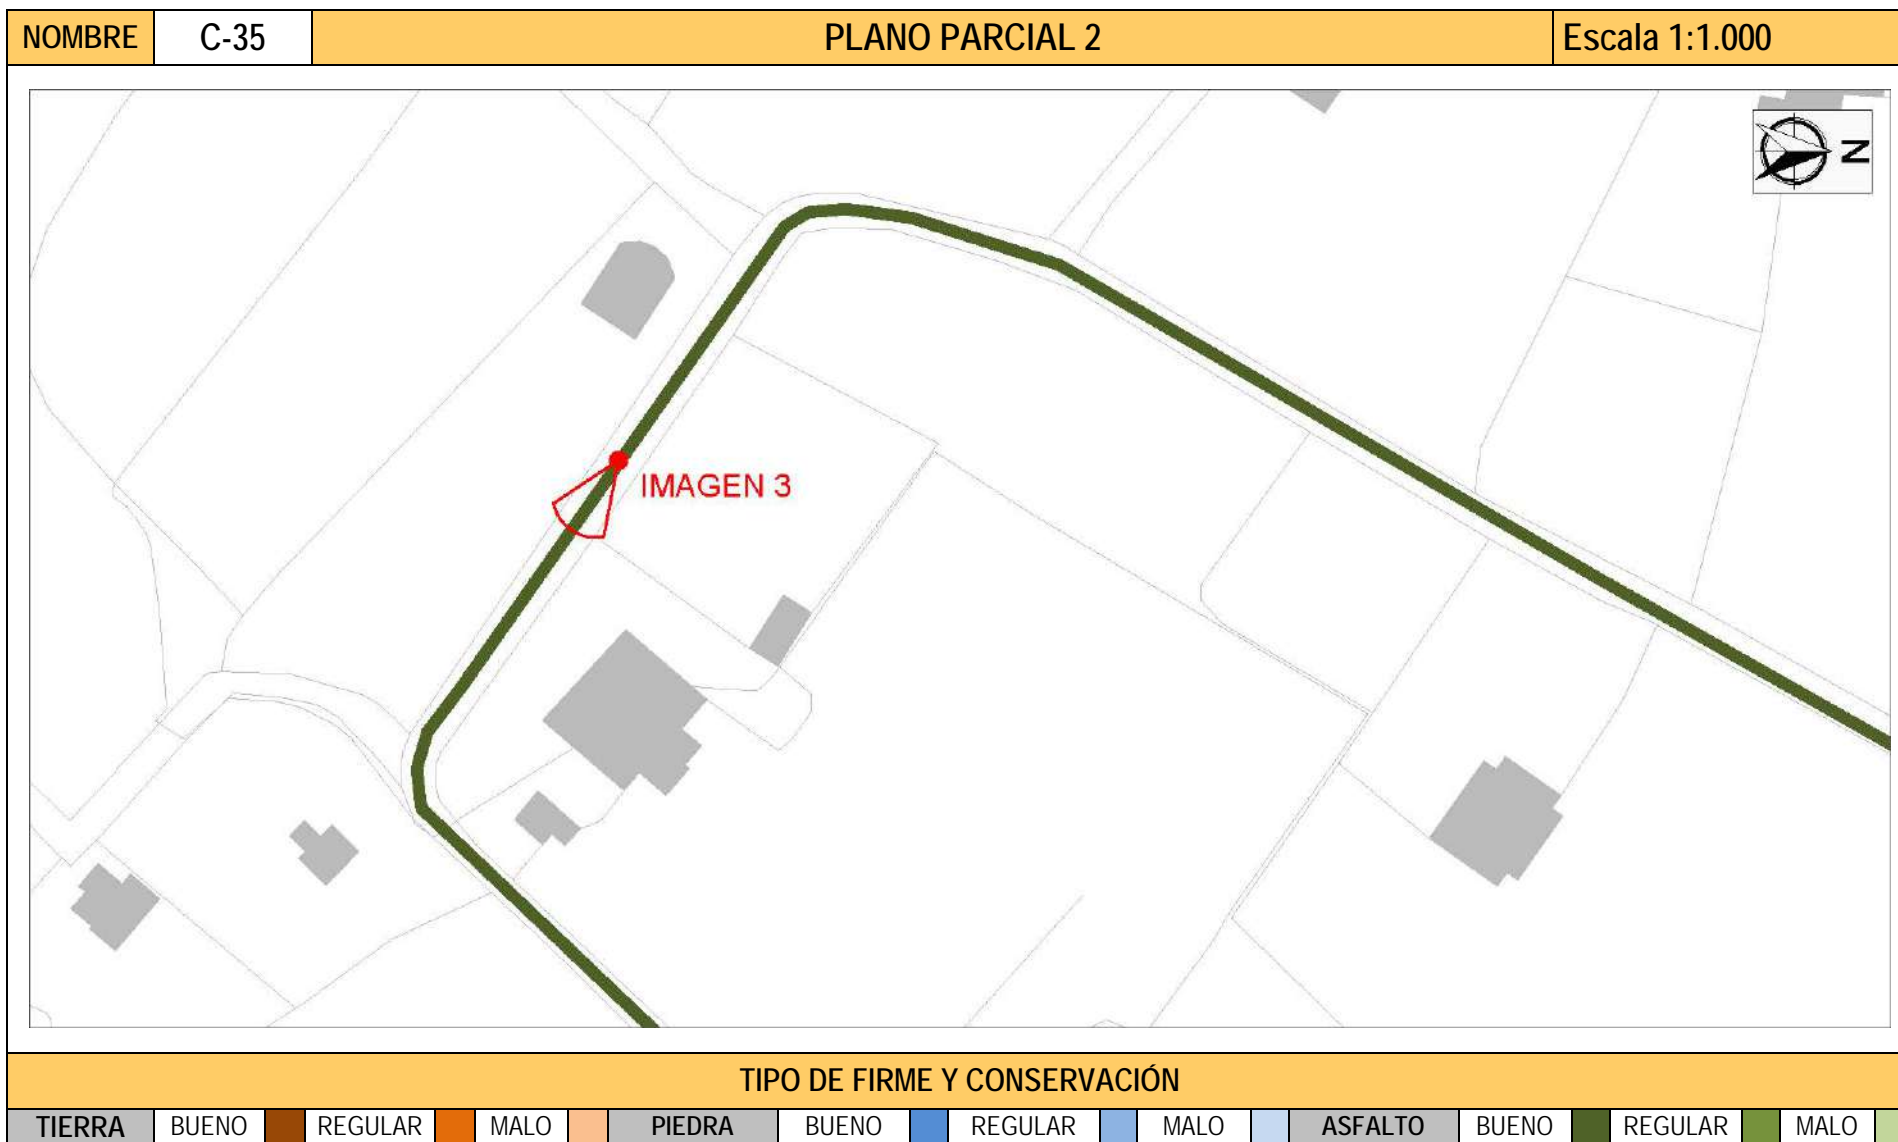 NOMBRE C-35 PLANO PARCIAL 2 Escala 1:1.000
N
IMAGEN 3
TIPO DE FIRME Y CONSERVACIÓN
TIERRA BUENO REGULAR MALO PIEDRA BUENO REGULAR MALO ASFALTO BUENO REGULAR MALO